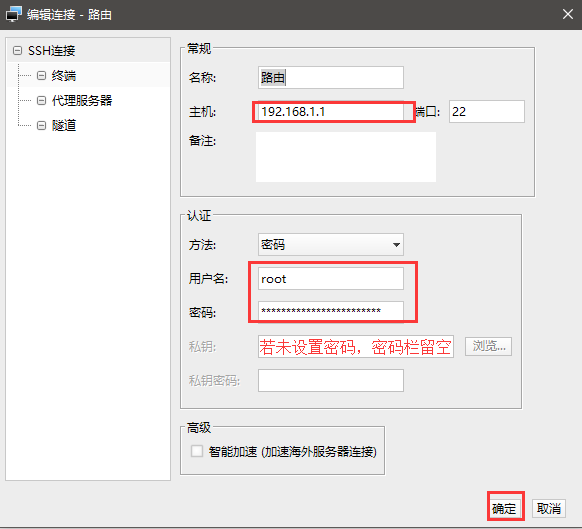 编辑连接 - 路由
SSH连接
终端
代理服务器
隧道
常规
名称: 路由
主机: 192.168.1.1 端口: 22
备注:
认证
方法: 密码
用户名: root
密码: ************************
私钥: 若未设置密码，密码栏留空 浏览...
私钥密码:
高级
智能加速 (加速海外服务器连接)
确定 取消